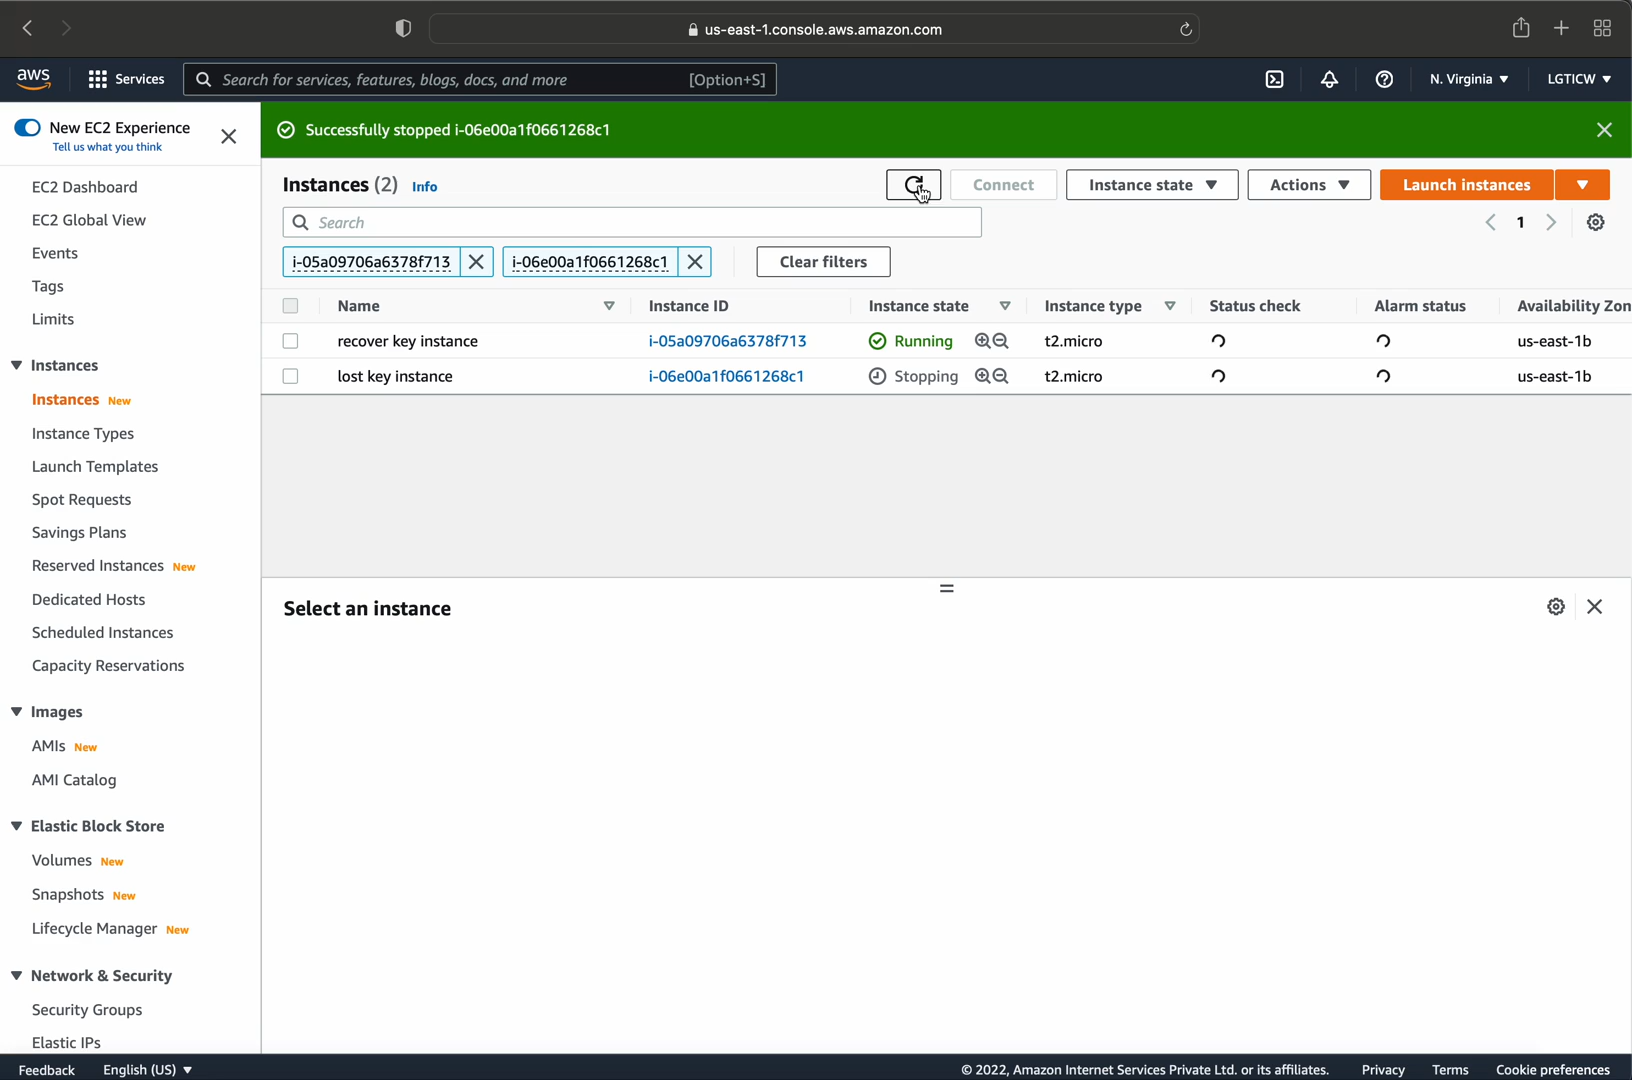 us-east-1.console.aws.amazon.com
aws
Services
Search for services, features, blogs, docs, and more
[Option+S]
N. Virginia
LGTICW
New EC2 Experience
Tell us what you think
Successfully stopped i-06e00a1f0661268c1
EC2 Dashboard
EC2 Global View
Events
Tags
Limits
Instances
Instances New
Instance Types
Launch Templates
Spot Requests
Savings Plans
Reserved Instances New
Dedicated Hosts
Scheduled Instances
Capacity Reservations
Images
AMIs New
AMI Catalog
Elastic Block Store
Volumes New
Snapshots New
Lifecycle Manager New
Network & Security
Security Groups
Elastic IPs
Instances (2) Info
Connect
Instance state
Actions
Launch instances
Search
1
i-05a09706a6378f713
i-06e00a1f0661268c1
Clear filters
Name Instance ID Instance state Instance type Status check Alarm status Availability Zon
recover key instance i-05a09706a6378f713 Running t2.micro us-east-1b
lost key instance i-06e00a1f0661268c1 Stopping t2.micro us-east-1b
Select an instance
Feedback English (US) © 2022, Amazon Internet Services Private Ltd. or its affiliates. Privacy Terms Cookie preferences